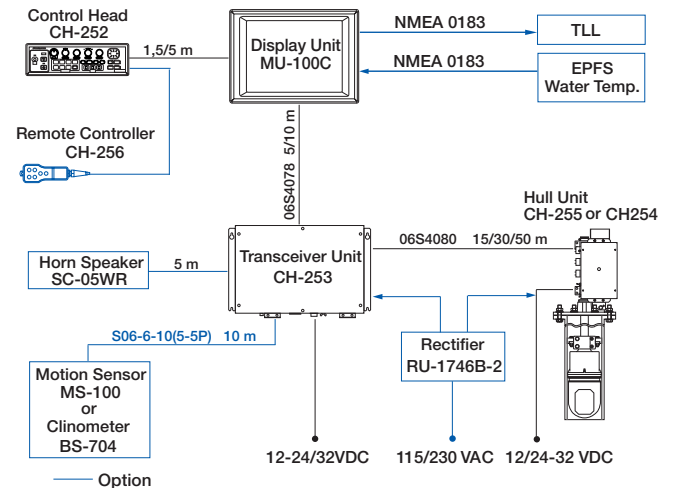 Control Head
CH-252
1,5/5 m
Display Unit
MU-100C
NMEA 0183
TLL
NMEA 0183
EPFS
Water Temp.
Remote Controller
CH-256
06S4078 5/10 m
Hull Unit
CH-255 or CH254
06S4080 15/30/50 m
Horn Speaker
SC-05WR
5 m
Transceiver Unit
CH-253
S06-6-10(5-5P) 10 m
Rectifier
RU-1746B-2
Motion Sensor
MS-100
or
Clinometer
BS-704
12-24/32VDC
115/230 VAC
12/24-32 VDC
Option